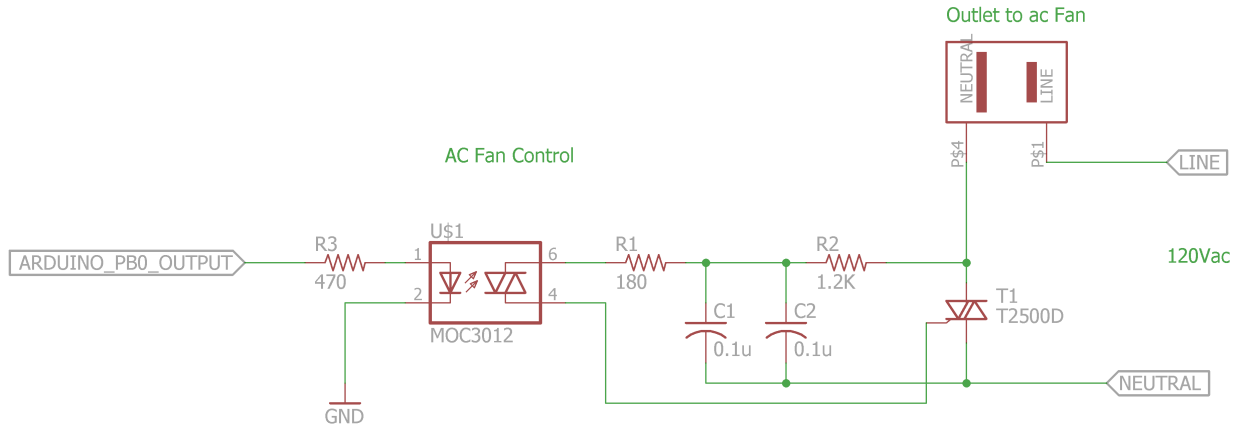 Outlet to ac Fan
NEUTRAL
LINE
P$4
P$1
LINE
AC Fan Control
120Vac
ARDUINO_PB0_OUTPUT
R3
470
U$1
1
2
6
4
MOC3012
R1
180
R2
1.2K
C1
0.1u
C2
0.1u
T1
T2500D
NEUTRAL
GND